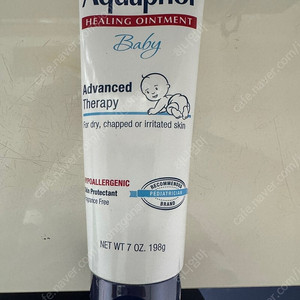 Aquaphor
HEALING OINTMENT
Baby
Advanced
Therapy
For dry, chapped or irritated skin
HYPOALLERGENIC
Skin Protectant
Fragrance Free
RECOMMENDED
PEDIATRICIAN
BRAND
NET WT 7 OZ. 198g